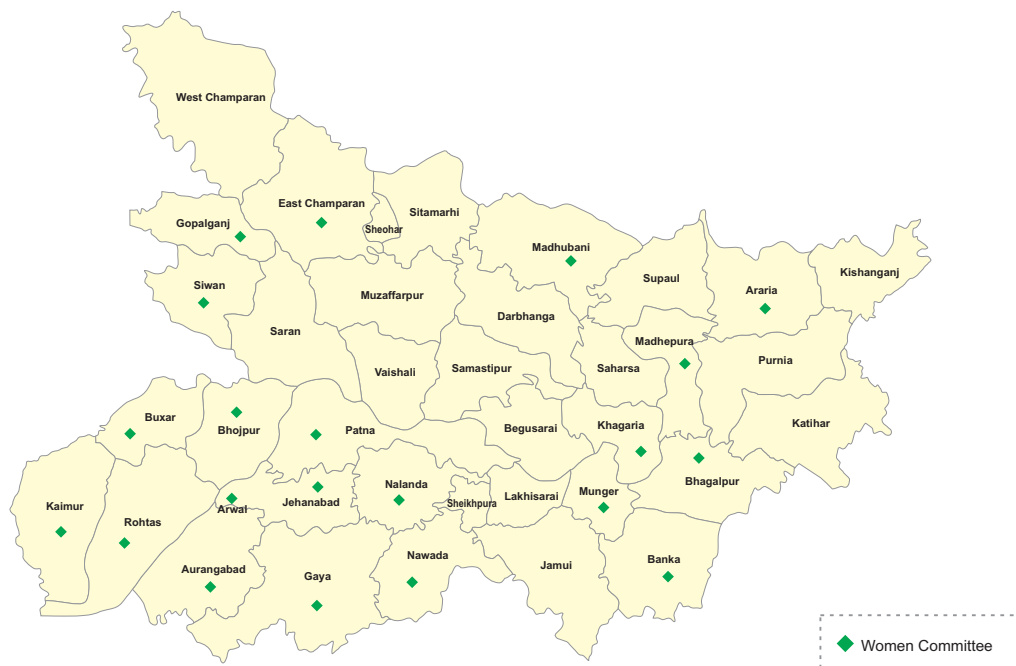 West Champaran
East Champaran
Sitamarhi
Gopalganj
Sheohar
Madhubani
Kishanganj
Supaul
Siwan
Araria
Muzaffarpur
Darbhanga
Saran
Madhepura
Purnia
Vaishali
Samastipur
Saharsa
Buxar
Bhojpur
Patna
Begusarai
Khagaria
Katihar
Bhagalpur
Nalanda
Munger
Lakhisarai
Kaimur
Jehanabad
Sheikhpura
Arwal
Rohtas
Nawada
Banka
Jamui
Aurangabad
Gaya
Women Committee